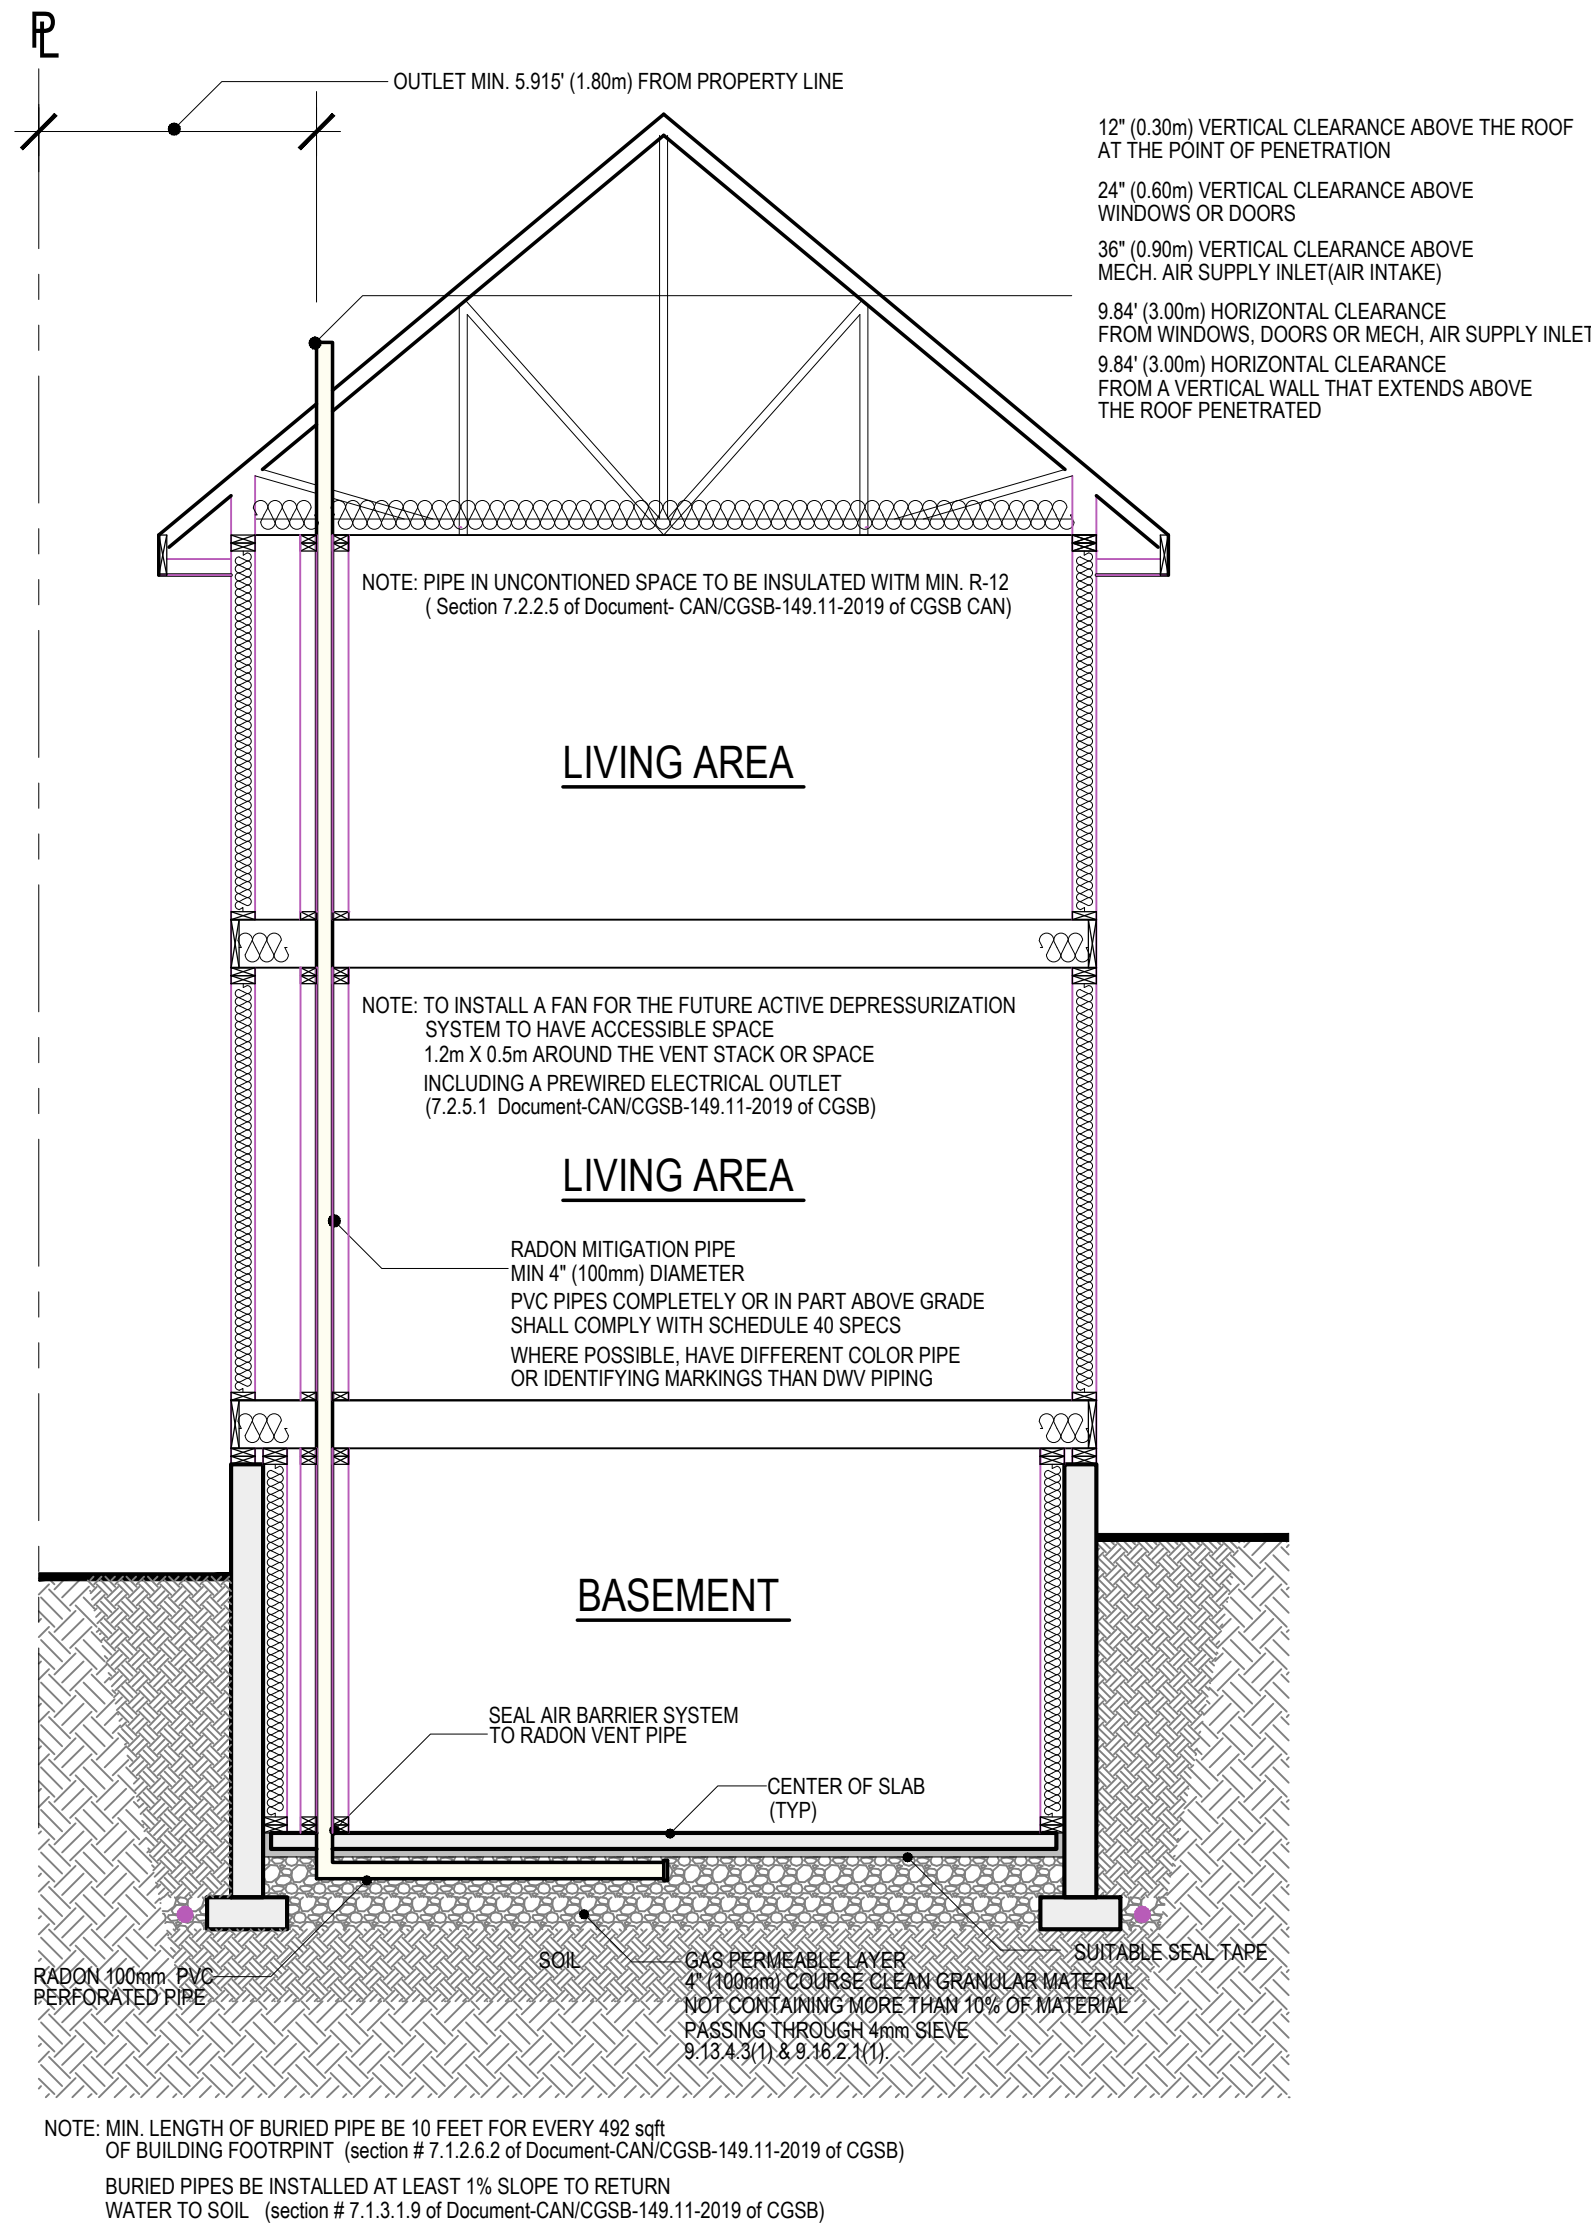 PL
OUTLET MIN. 5.915' (1.80m) FROM PROPERTY LINE
12" (0.30m) VERTICAL CLEARANCE ABOVE THE ROOF
AT THE POINT OF PENETRATION
24" (0.60m) VERTICAL CLEARANCE ABOVE
WINDOWS OR DOORS
36" (0.90m) VERTICAL CLEARANCE ABOVE
MECH. AIR SUPPLY INLET(AIR INTAKE)
9.84' (3.00m) HORIZONTAL CLEARANCE
FROM WINDOWS, DOORS OR MECH, AIR SUPPLY INLET
9.84' (3.00m) HORIZONTAL CLEARANCE
FROM A VERTICAL WALL THAT EXTENDS ABOVE
THE ROOF PENETRATED
NOTE: PIPE IN UNCONTIONED SPACE TO BE INSULATED WITM MIN. R-12
( Section 7.2.2.5 of Document- CAN/CGSB-149.11-2019 of CGSB CAN)
LIVING AREA
NOTE: TO INSTALL A FAN FOR THE FUTURE ACTIVE DEPRESSURIZATION
SYSTEM TO HAVE ACCESSIBLE SPACE
1.2m X 0.5m AROUND THE VENT STACK OR SPACE
INCLUDING A PREWIRED ELECTRICAL OUTLET
(7.2.5.1 Document-CAN/CGSB-149.11-2019 of CGSB)
LIVING AREA
RADON MITIGATION PIPE
MIN 4" (100mm) DIAMETER
PVC PIPES COMPLETELY OR IN PART ABOVE GRADE
SHALL COMPLY WITH SCHEDULE 40 SPECS
WHERE POSSIBLE, HAVE DIFFERENT COLOR PIPE
OR IDENTIFYING MARKINGS THAN DWV PIPING
BASEMENT
SEAL AIR BARRIER SYSTEM
TO RADON VENT PIPE
CENTER OF SLAB
(TYP)
SUITABLE SEAL TAPE
SOIL
GAS PERMEABLE LAYER
4" (100mm) COURSE CLEAN GRANULAR MATERIAL
NOT CONTAINING MORE THAN 10% OF MATERIAL
PASSING THROUGH 4mm SIEVE
9.13.4.3(1) & 9.16.2.1(1).
RADON 100mm PVC
PERFORATED PIPE
NOTE: MIN. LENGTH OF BURIED PIPE BE 10 FEET FOR EVERY 492 sqft
OF BUILDING FOOTRPINT (section # 7.1.2.6.2 of Document-CAN/CGSB-149.11-2019 of CGSB)
BURIED PIPES BE INSTALLED AT LEAST 1% SLOPE TO RETURN
WATER TO SOIL (section # 7.1.3.1.9 of Document-CAN/CGSB-149.11-2019 of CGSB)